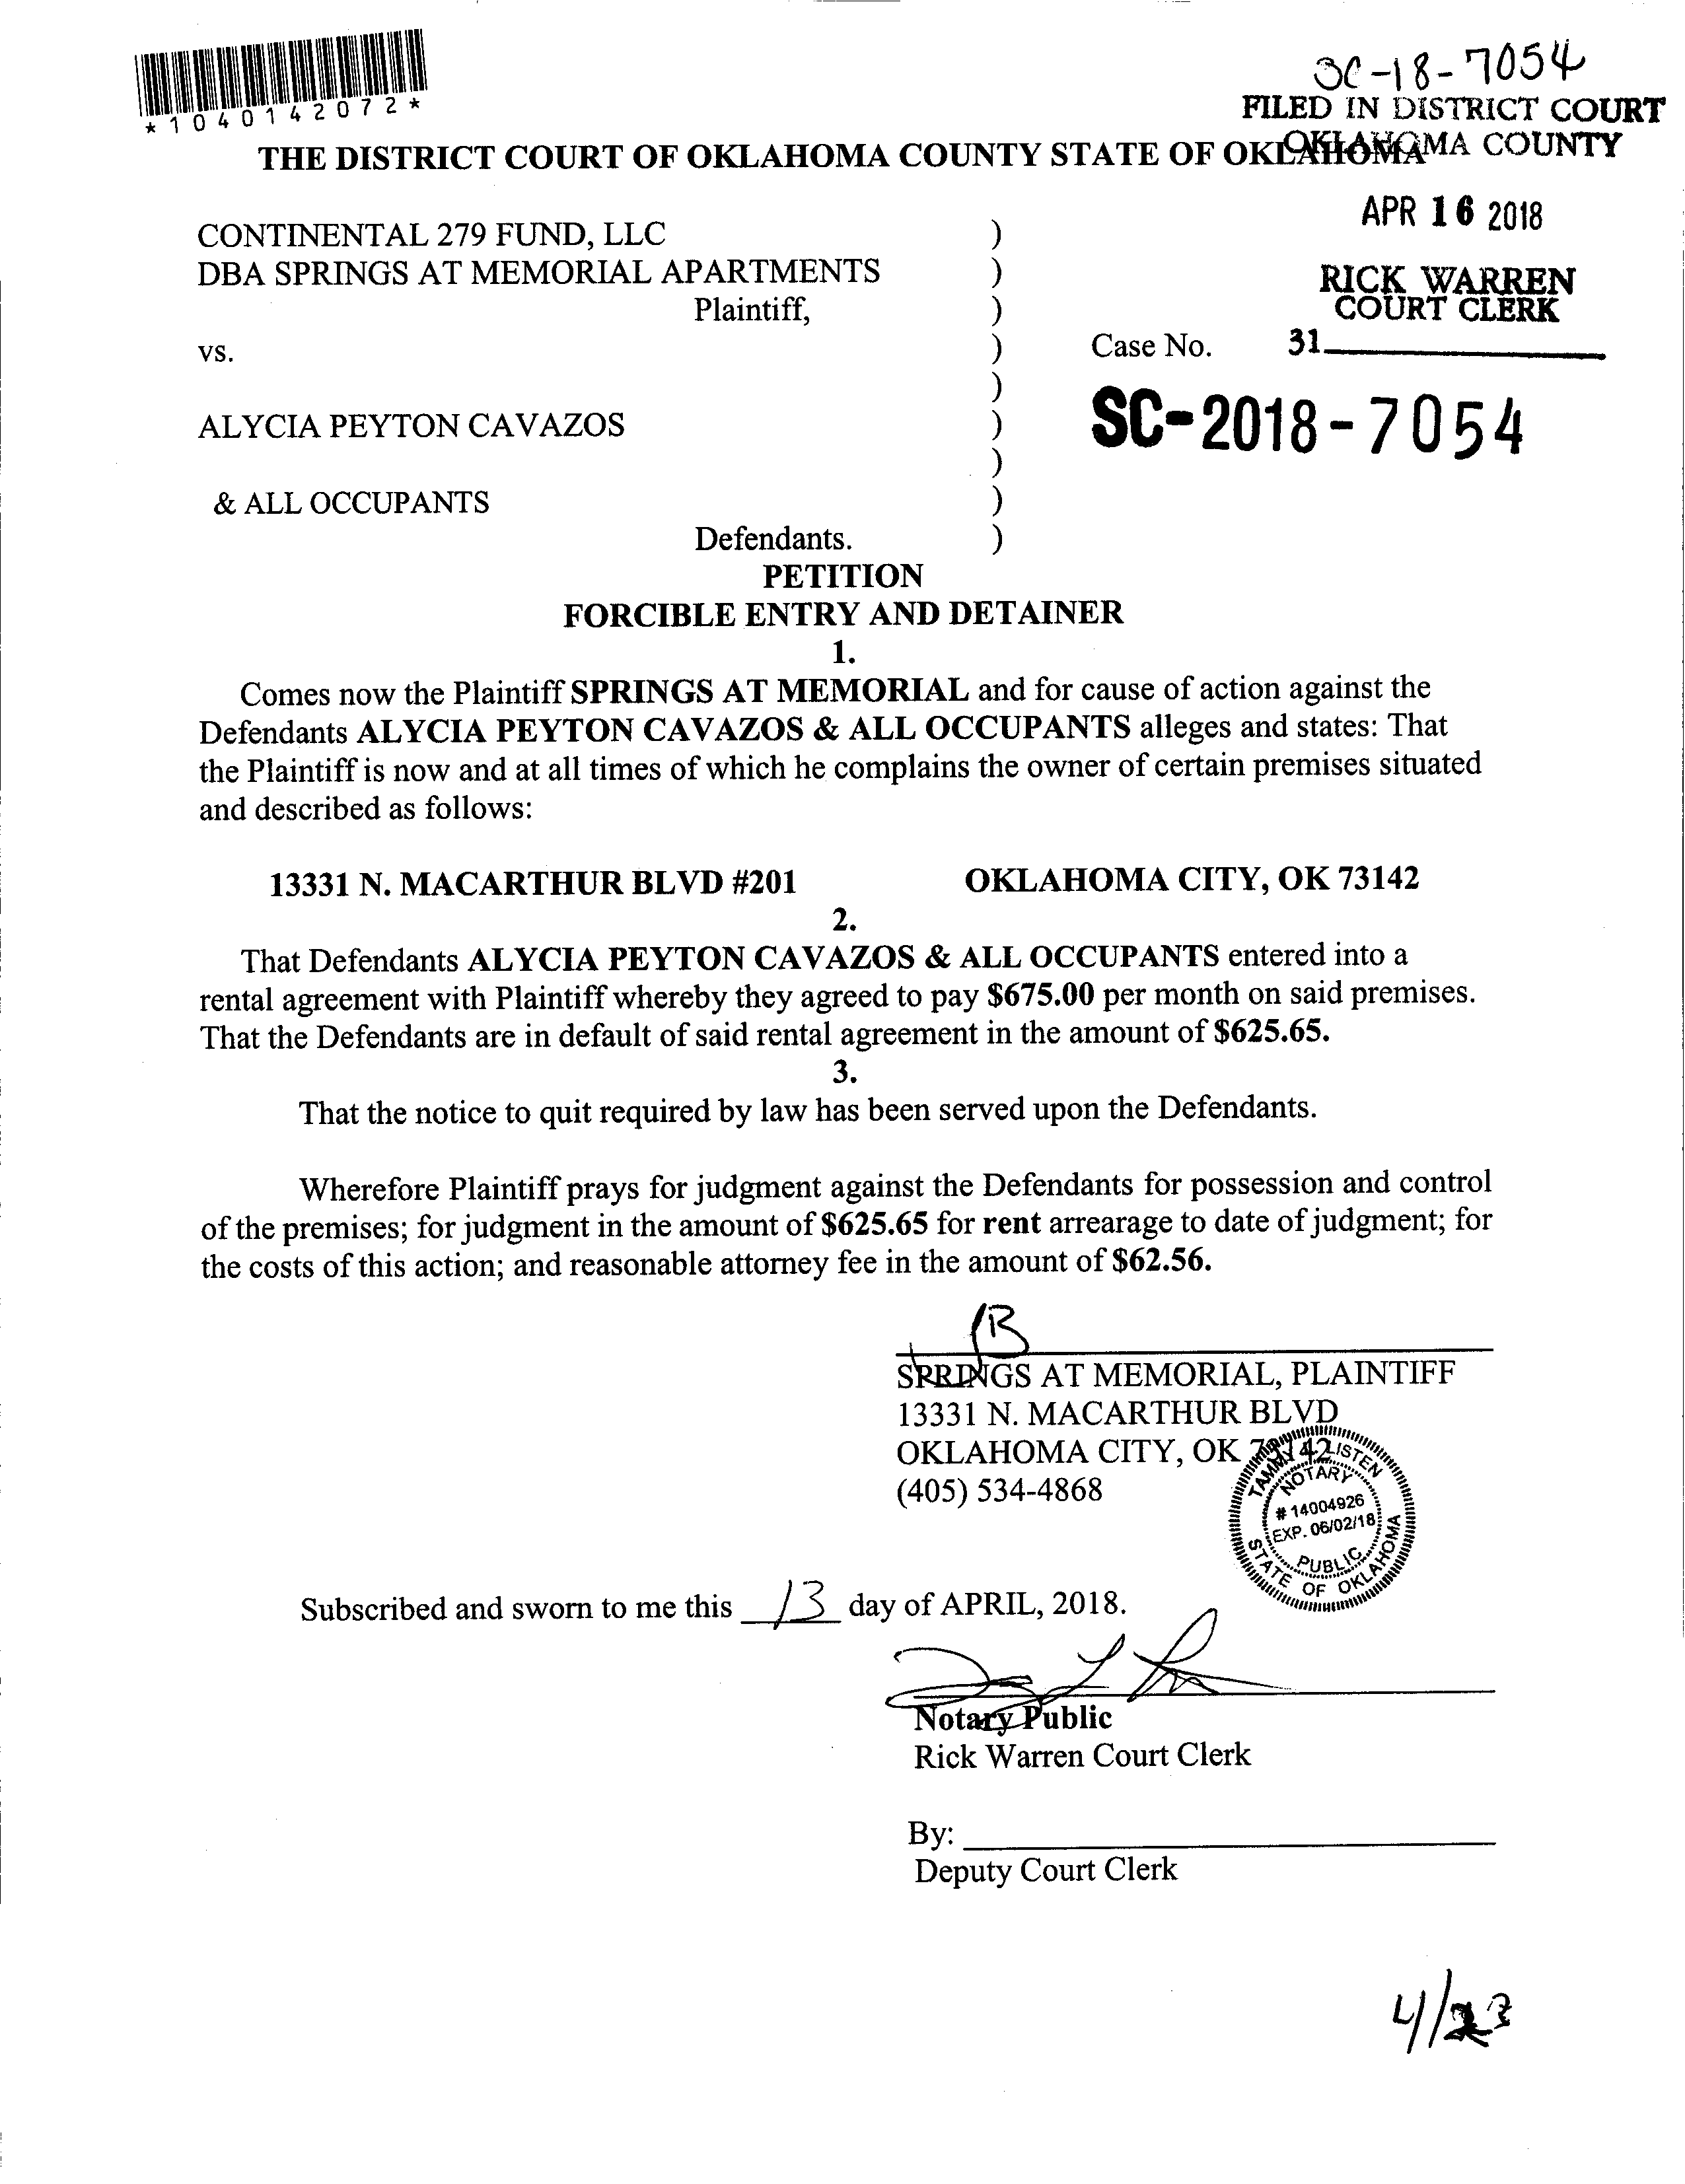 *1040142072*
SC-18-7054
FILED IN DISTRICT COURT
OKLAHOMA COUNTY
THE DISTRICT COURT OF OKLAHOMA COUNTY STATE OF OKLAHOMA
APR 16 2018
CONTINENTAL 279 FUND, LLC )
DBA SPRINGS AT MEMORIAL APARTMENTS )
RICK WARREN
COURT CLERK
Plaintiff, )
vs. ) Case No. 31
)
SC-2018-7054
ALYCIA PEYTON CAVAZOS )
)
& ALL OCCUPANTS )
Defendants. )
PETITION
FORCIBLE ENTRY AND DETAINER
1.
Comes now the Plaintiff SPRINGS AT MEMORIAL and for cause of action against the
Defendants ALYCIA PEYTON CAVAZOS & ALL OCCUPANTS alleges and states: That
the Plaintiff is now and at all times of which he complains the owner of certain premises situated
and described as follows:
13331 N. MACARTHUR BLVD #201 OKLAHOMA CITY, OK 73142
2.
That Defendants ALYCIA PEYTON CAVAZOS & ALL OCCUPANTS entered into a
rental agreement with Plaintiff whereby they agreed to pay $675.00 per month on said premises.
That the Defendants are in default of said rental agreement in the amount of $625.65.
3.
That the notice to quit required by law has been served upon the Defendants.
Wherefore Plaintiff prays for judgment against the Defendants for possession and control
of the premises; for judgment in the amount of $625.65 for rent arrearage to date of judgment; for
the costs of this action; and reasonable attorney fee in the amount of $62.56.
SPRINGS AT MEMORIAL, PLAINTIFF
13331 N. MACARTHUR BLVD
OKLAHOMA CITY, OK 73142
(405) 534-4868
NOTARY
# 14004926
EXP. 06/02/18
PUBLIC
STATE OF OKLAHOMA
Subscribed and sworn to me this 13 day of APRIL, 2018.
Notary Public
Rick Warren Court Clerk
By:
Deputy Court Clerk
4/23